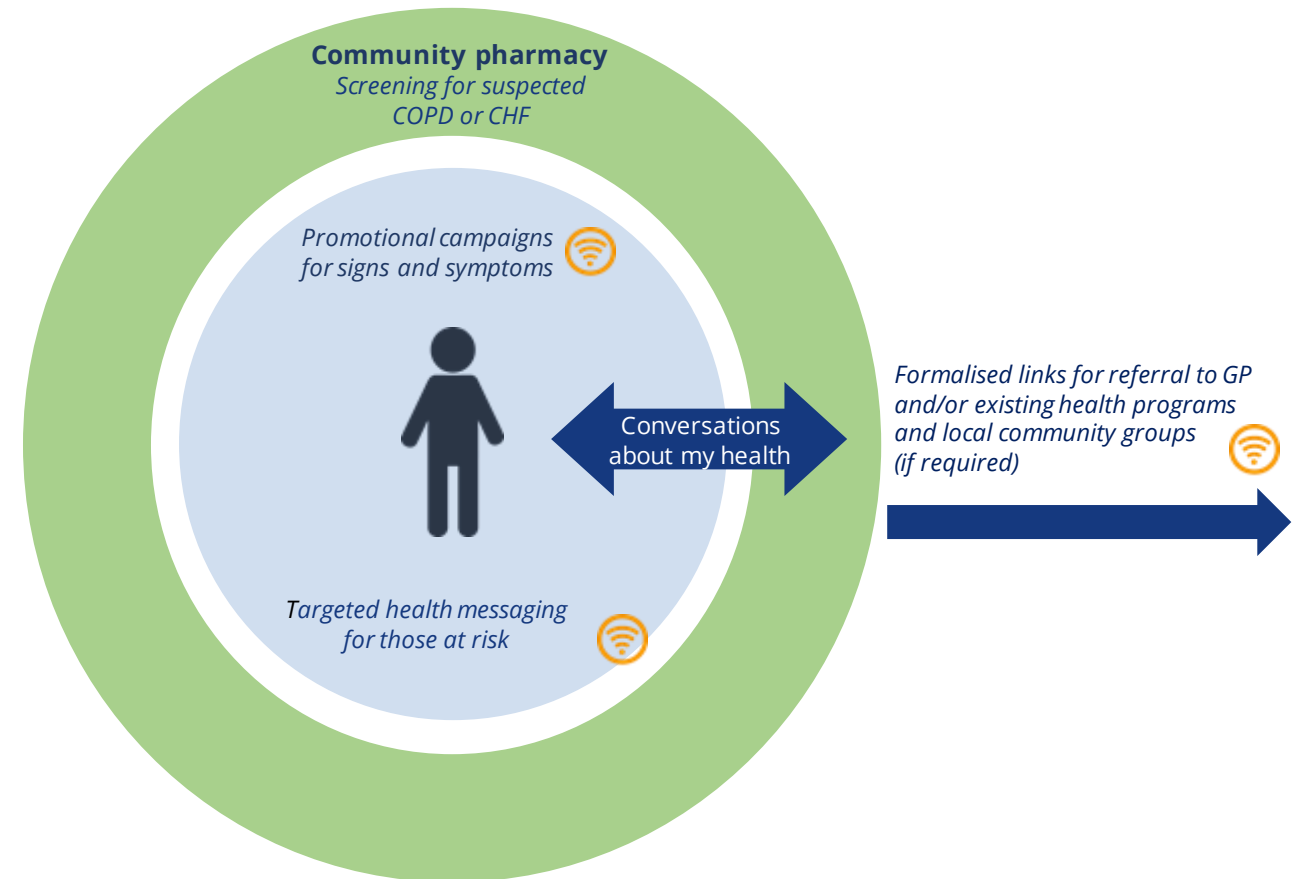 Community pharmacy
Screening for suspected
COPD or CHF
Promotional campaigns
for signs and symptoms
Conversations
about my health
Formalised links for referral to GP
and/or existing health programs
and local community groups
(if required)
Targeted health messaging
for those at risk